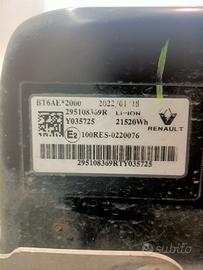 BT6AE*2000 2022/01/18
295108369R LI-ION
Y035725 21520Wh
E2 100RES-0220076
RENAULT
295108369RTY035725
subito